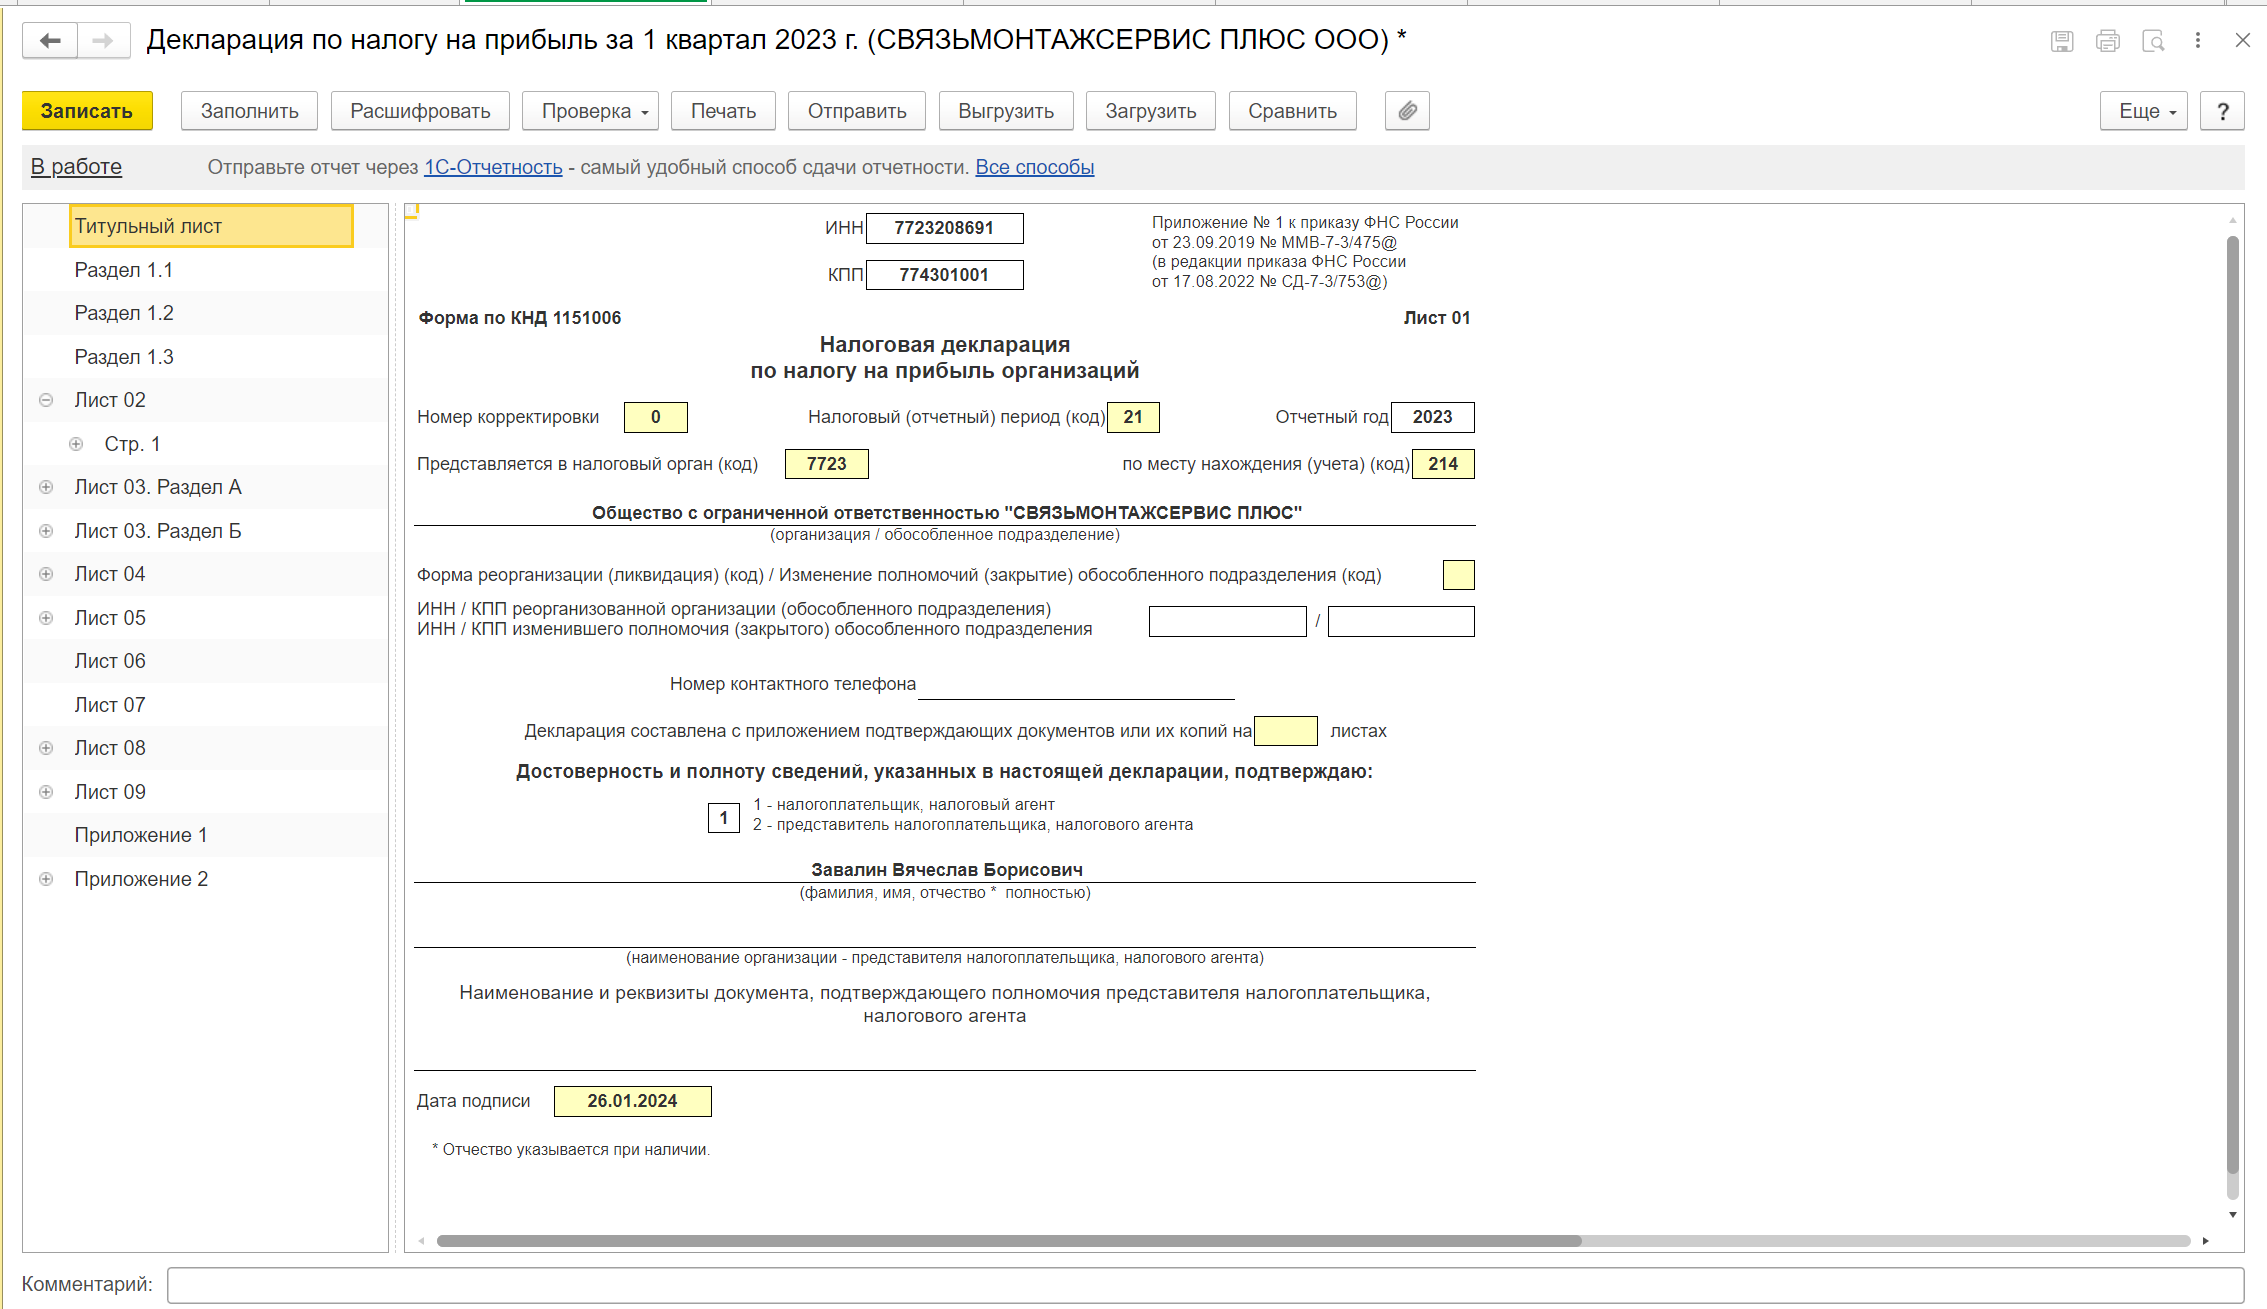 Декларация по налогу на прибыль за 1 квартал 2023 г. (СВЯЗЬМОНТАЖСЕРВИС ПЛЮС ООО) *
Записать Заполнить Расшифровать Проверка Печать Отправить Выгрузить Загрузить Сравнить Еще ?
В работе Отправьте отчет через 1С-Отчетность - самый удобный способ сдачи отчетности. Все способы
Титульный лист
Раздел 1.1
Раздел 1.2
Раздел 1.3
Лист 02
Стр. 1
Лист 03. Раздел А
Лист 03. Раздел Б
Лист 04
Лист 05
Лист 06
Лист 07
Лист 08
Лист 09
Приложение 1
Приложение 2
ИНН 7723208691
КПП 774301001
Приложение № 1 к приказу ФНС России
от 23.09.2019 № ММВ-7-3/475@
(в редакции приказа ФНС России
от 17.08.2022 № СД-7-3/753@)
Форма по КНД 1151006 Лист 01
Налоговая декларация
по налогу на прибыль организаций
Номер корректировки 0 Налоговый (отчетный) период (код) 21 Отчетный год 2023
Представляется в налоговый орган (код) 7723 по месту нахождения (учета) (код) 214
Общество с ограниченной ответственностью "СВЯЗЬМОНТАЖСЕРВИС ПЛЮС"
(организация / обособленное подразделение)
Форма реорганизации (ликвидация) (код) / Изменение полномочий (закрытие) обособленного подразделения (код)
ИНН / КПП реорганизованной организации (обособленного подразделения)
ИНН / КПП изменившего полномочия (закрытого) обособленного подразделения /
Номер контактного телефона
Декларация составлена с приложением подтверждающих документов или их копий на листах
Достоверность и полноту сведений, указанных в настоящей декларации, подтверждаю:
1
1 - налогоплательщик, налоговый агент
2 - представитель налогоплательщика, налогового агента
Завалин Вячеслав Борисович
(фамилия, имя, отчество * полностью)
(наименование организации - представителя налогоплательщика, налогового агента)
Наименование и реквизиты документа, подтверждающего полномочия представителя налогоплательщика,
налогового агента
Дата подписи 26.01.2024
* Отчество указывается при наличии.
Комментарий: